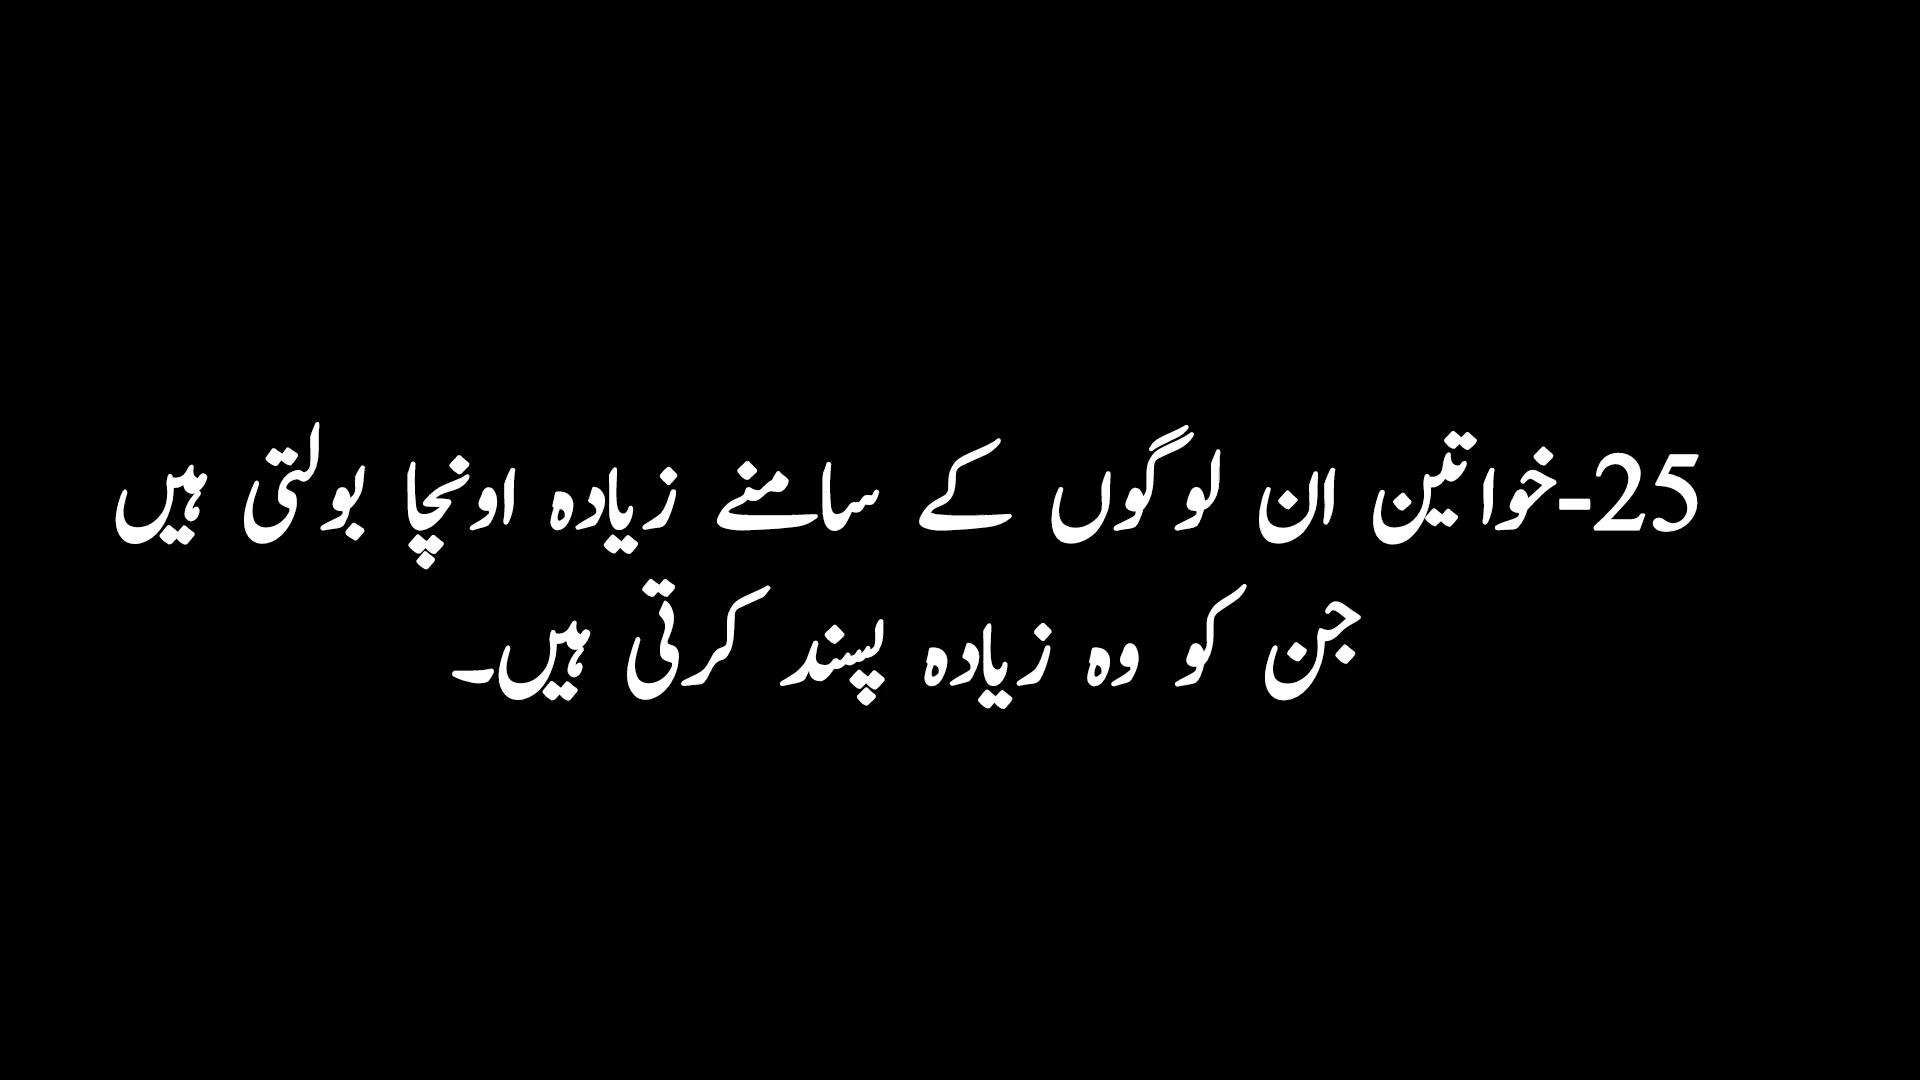 25-خواتین ان لوگوں کے سامنے زیادہ اونچا بولتی ہیں
جن کو وہ زیادہ پسند کرتی ہیں۔